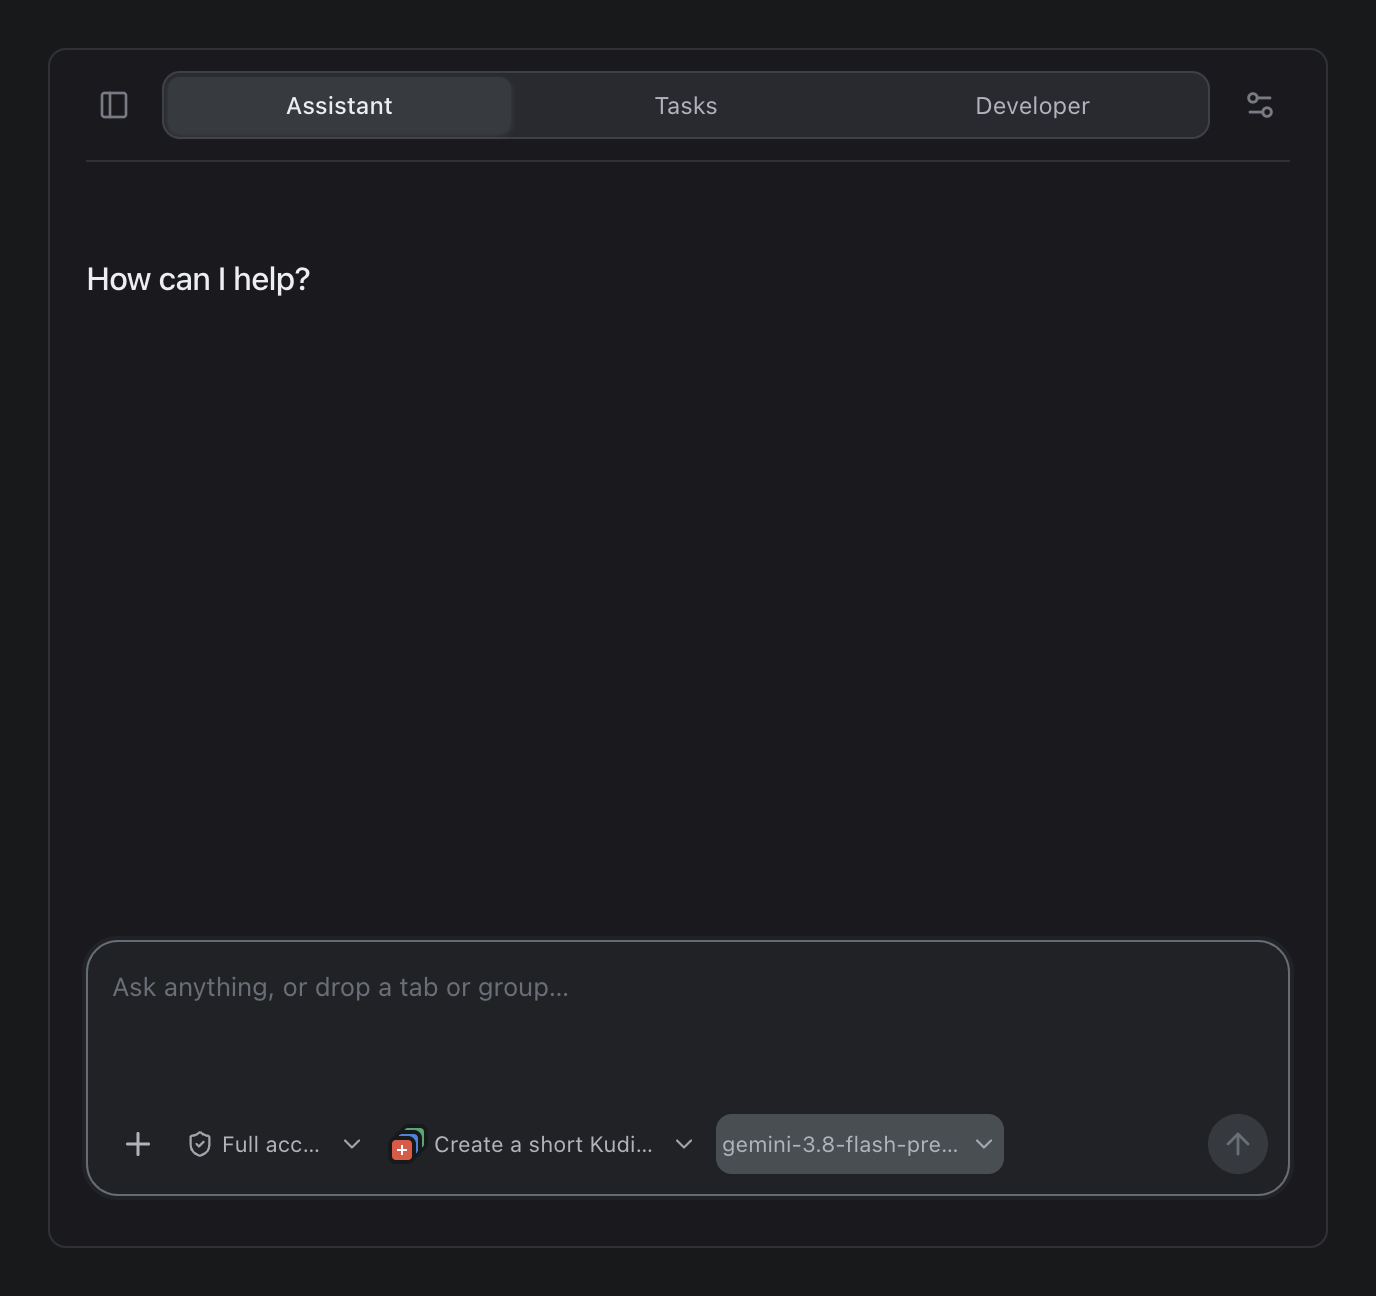 Assistant
Tasks
Developer
How can I help?
Ask anything, or drop a tab or group...
Full acc...
Create a short Kudi...
gemini-3.8-flash-pre...